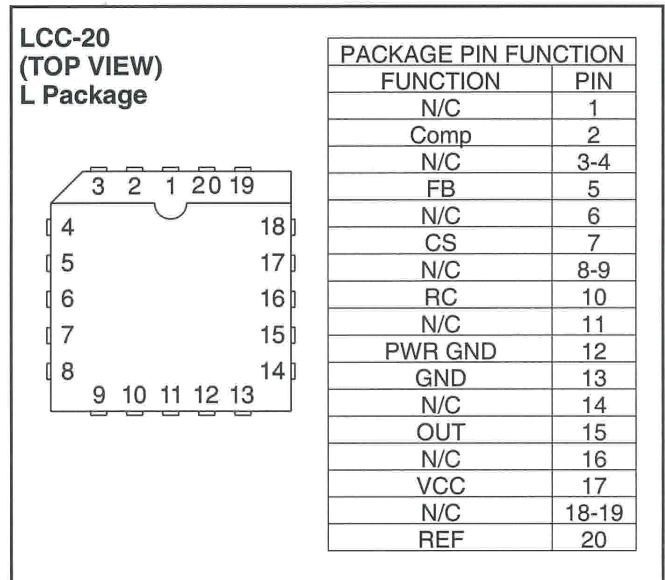 LCC-20
(TOP VIEW)
L Package
3 2 1 20 19
4 18
5 17
6 16
7 15
8 14
9 10 11 12 13
PACKAGE PIN FUNCTION
FUNCTION PIN
N/C 1
Comp 2
N/C 3-4
FB 5
N/C 6
CS 7
N/C 8-9
RC 10
N/C 11
PWR GND 12
GND 13
N/C 14
OUT 15
N/C 16
VCC 17
N/C 18-19
REF 20